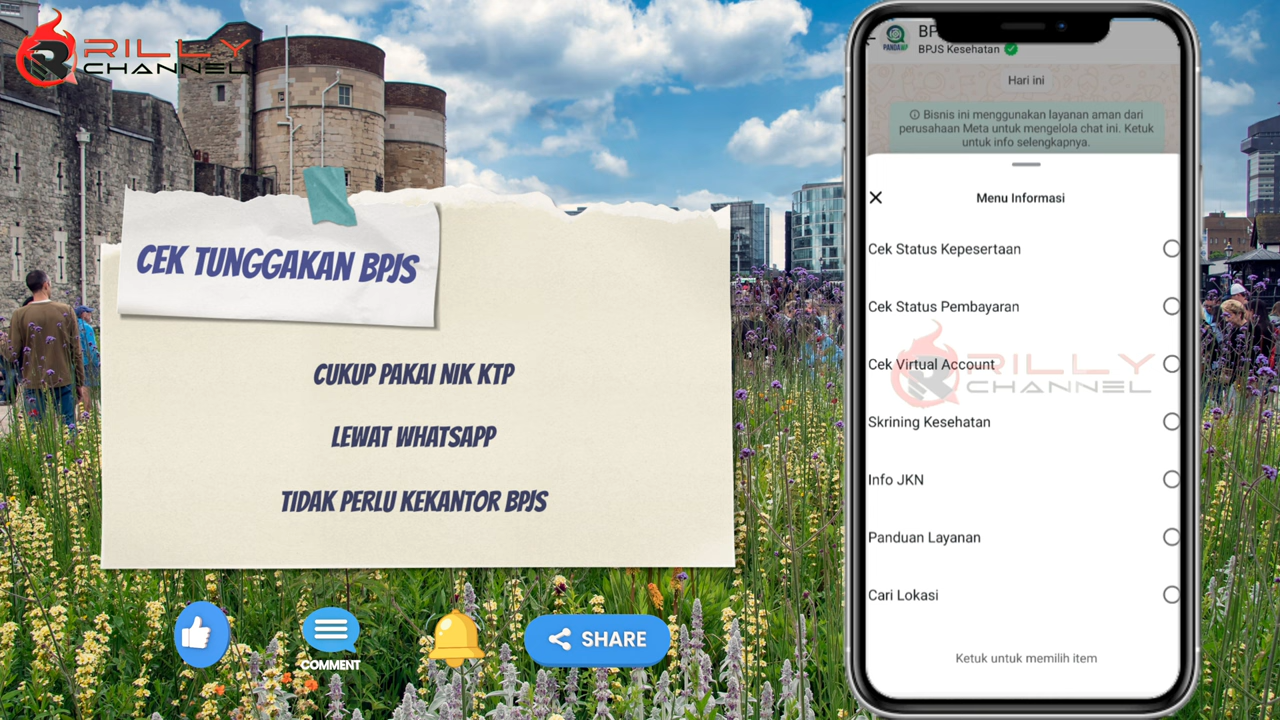 RILLY
CHANNEL
CEK TUNGGAKAN BPJS
CUKUP PAKAI NIK KTP
LEWAT WHATSAPP
TIDAK PERLU KEKANTOR BPJS
COMMENT
SHARE
PANDAWA
BPJS Kesehatan
Hari ini
Bisnis ini menggunakan layanan aman dari
perusahaan Meta untuk mengelola chat ini. Ketuk
untuk info selengkapnya.
Menu Informasi
Cek Status Kepesertaan
Cek Status Pembayaran
Cek Virtual Account
RILLY
CHANNEL
Skrining Kesehatan
Info JKN
Panduan Layanan
Cari Lokasi
Ketuk untuk memilih item